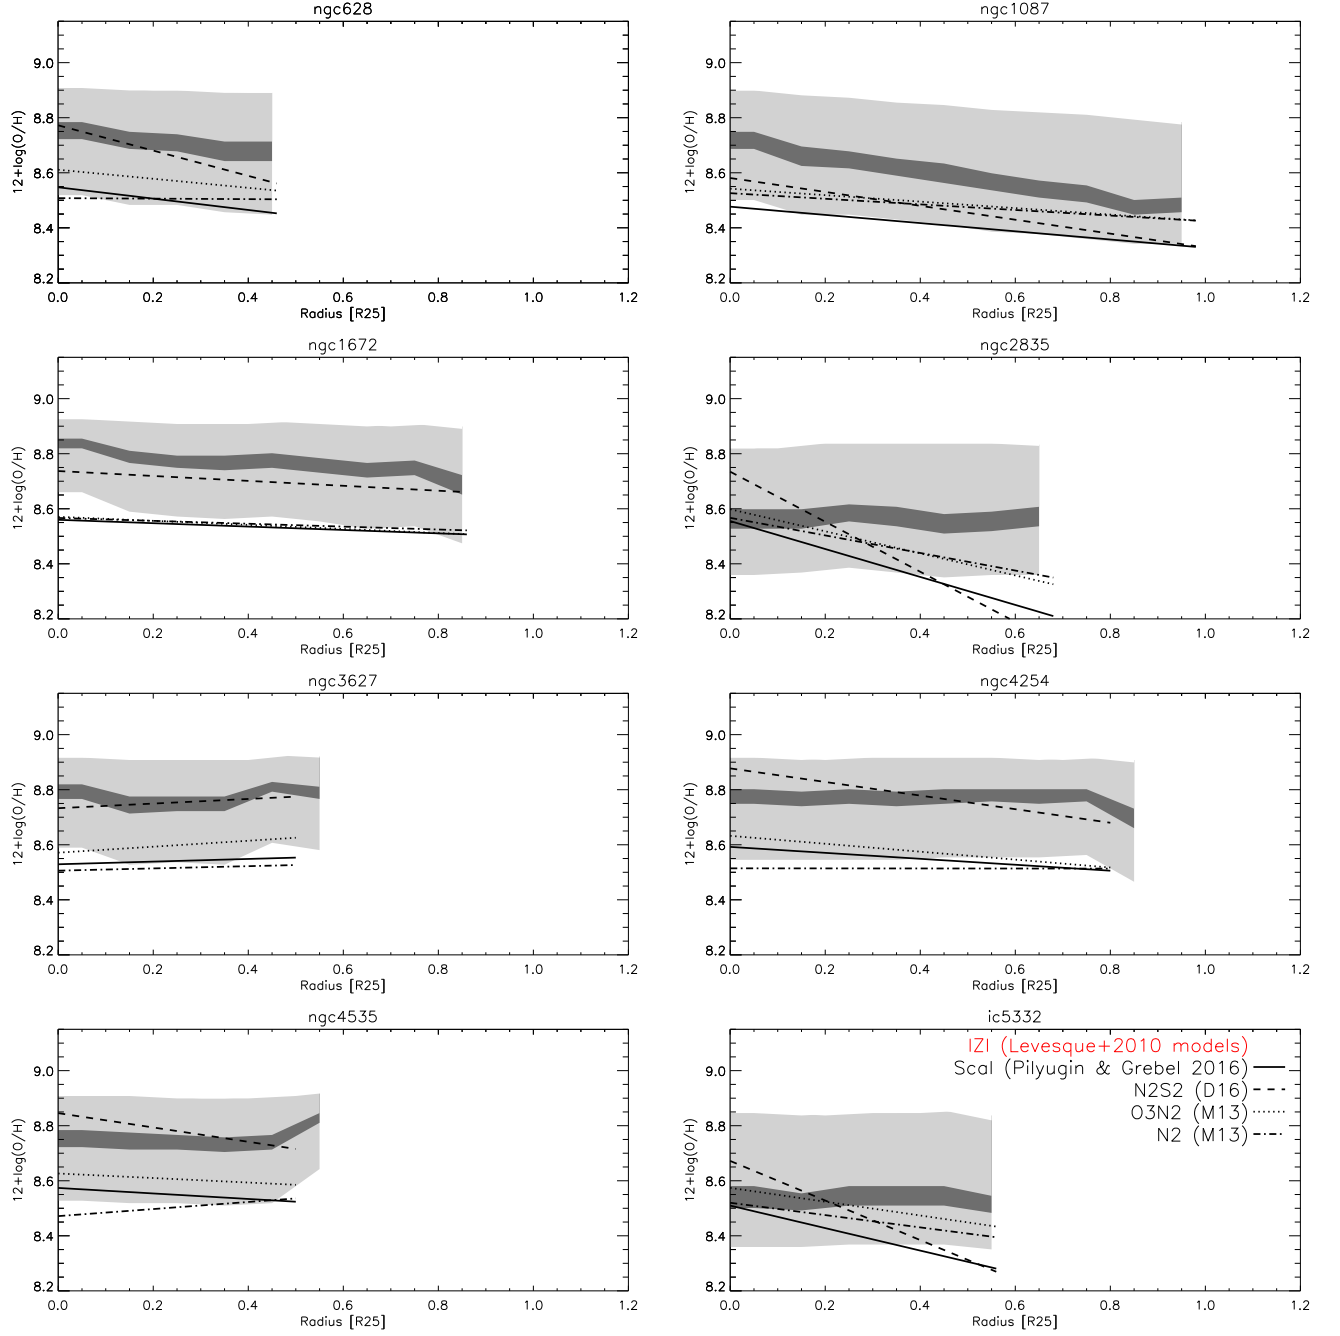 ngc628
12+log(O/H)
9.0
8.8
8.6
8.4
8.2
0.0 0.2 0.4 0.6 0.8 1.0 1.2
Radius [R25]
ngc1087
12+log(O/H)
9.0
8.8
8.6
8.4
8.2
0.0 0.2 0.4 0.6 0.8 1.0 1.2
Radius [R25]
ngc1672
12+log(O/H)
9.0
8.8
8.6
8.4
8.2
0.0 0.2 0.4 0.6 0.8 1.0 1.2
Radius [R25]
ngc2835
12+log(O/H)
9.0
8.8
8.6
8.4
8.2
0.0 0.2 0.4 0.6 0.8 1.0 1.2
Radius [R25]
ngc3627
12+log(O/H)
9.0
8.8
8.6
8.4
8.2
0.0 0.2 0.4 0.6 0.8 1.0 1.2
Radius [R25]
ngc4254
12+log(O/H)
9.0
8.8
8.6
8.4
8.2
0.0 0.2 0.4 0.6 0.8 1.0 1.2
Radius [R25]
ngc4535
12+log(O/H)
9.0
8.8
8.6
8.4
8.2
0.0 0.2 0.4 0.6 0.8 1.0 1.2
Radius [R25]
ic5332
IZI (Levesque+2010 models)
Scal (Pilyugin & Grebel 2016)
N2S2 (D16)
O3N2 (M13)
N2 (M13)
12+log(O/H)
9.0
8.8
8.6
8.4
8.2
0.0 0.2 0.4 0.6 0.8 1.0 1.2
Radius [R25]